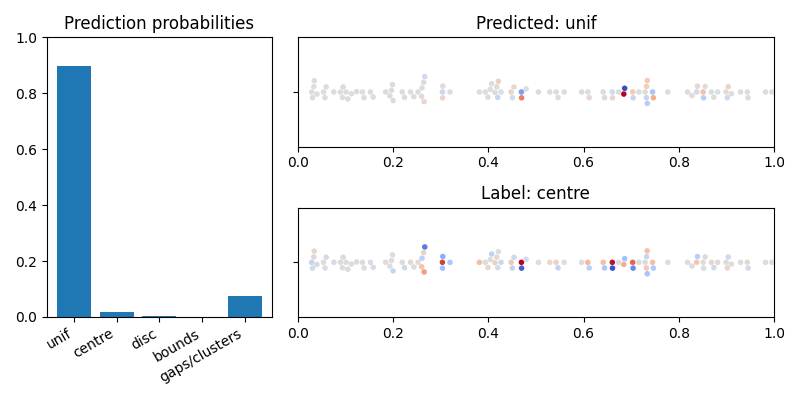 Prediction probabilities
1.0
0.8
0.6
0.4
0.2
0.0
unif
centre
disc
bounds
gaps/clusters
Predicted: unif
0.0 0.2 0.4 0.6 0.8 1.0
Label: centre
0.0 0.2 0.4 0.6 0.8 1.0